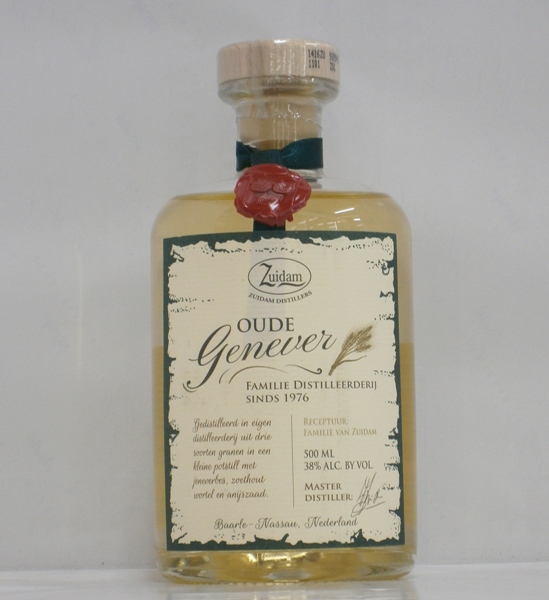 Zuidam
ZUIDAM DISTILLERS
OUDE
Genever
FAMILIE DISTILLEERDERIJ
SINDS 1976
Gedistilleerd in eigen
distilleerderij uit drie
soorten granen in een
kleine potstill met
jeneverbes, zoethout
wortel en anijszaad.
RECEPTUUR:
FAMILIE VAN ZUIDAM
500 ML
38% ALC. BY VOL.
MASTER
DISTILLER:
Baarle-Nassau, Nederland